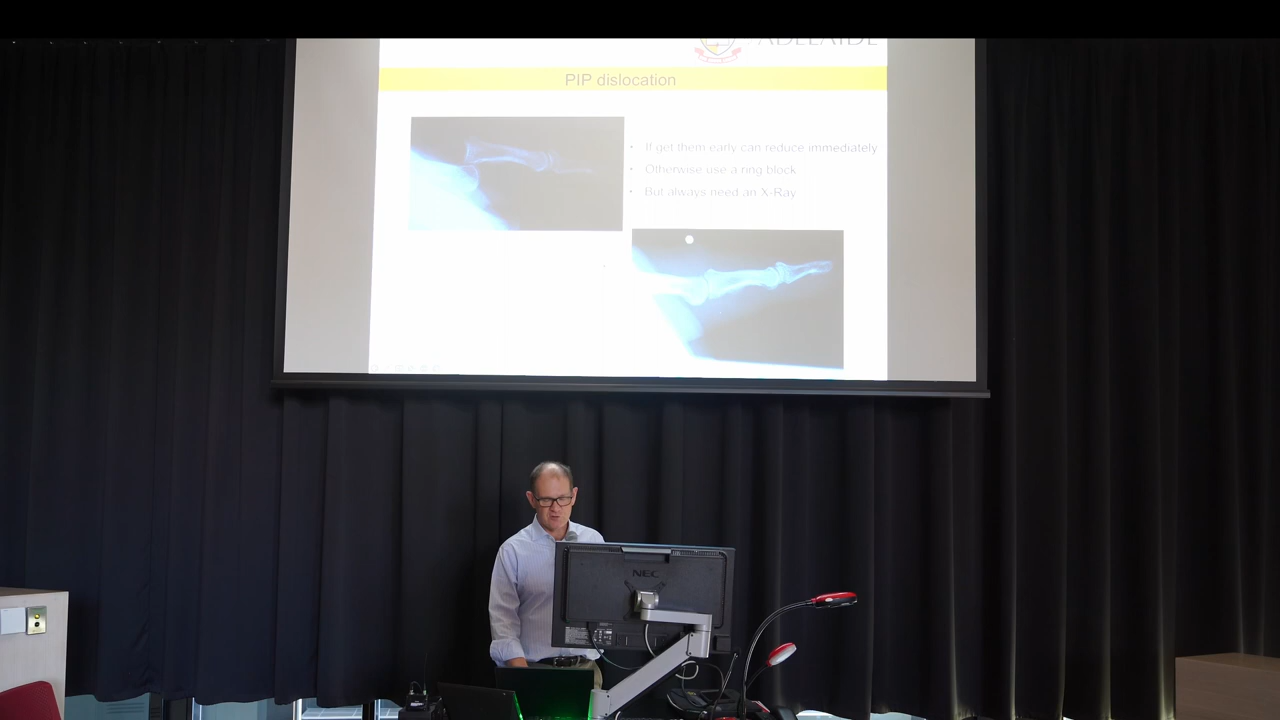 ADELAIDE
PIP dislocation
• If get them early can reduce immediately
• Otherwise use a ring block
• But always need an X-Ray
NEC